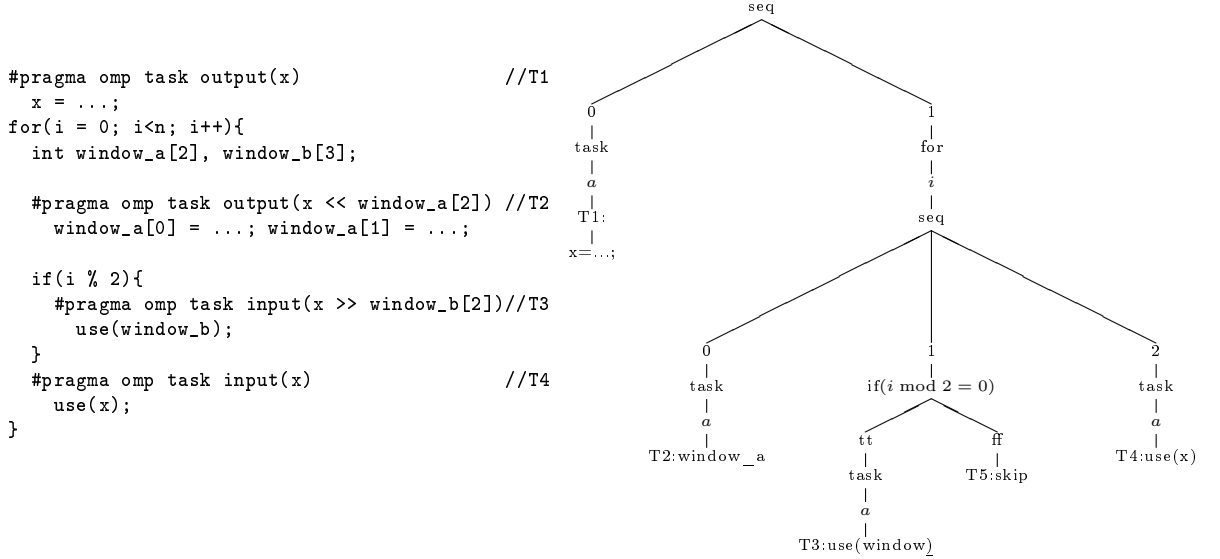 #pragma omp task output(x) //T1
x = ...;
for(i = 0; i<n; i++){
int window_a[2], window_b[3];
#pragma omp task output(x << window_a[2]) //T2
window_a[0] = ...; window_a[1] = ...;
if(i % 2){
#pragma omp task input(x >> window_b[2])//T3
use(window_b);
}
#pragma omp task input(x) //T4
use(x);
}
seq
0 1
task for
a i
T1: seq
x=...;
0 1 2
task if(i mod 2 = 0) task
a a
tt ff
T2:window_a T4:use(x)
task T5:skip
a
T3:use(window)